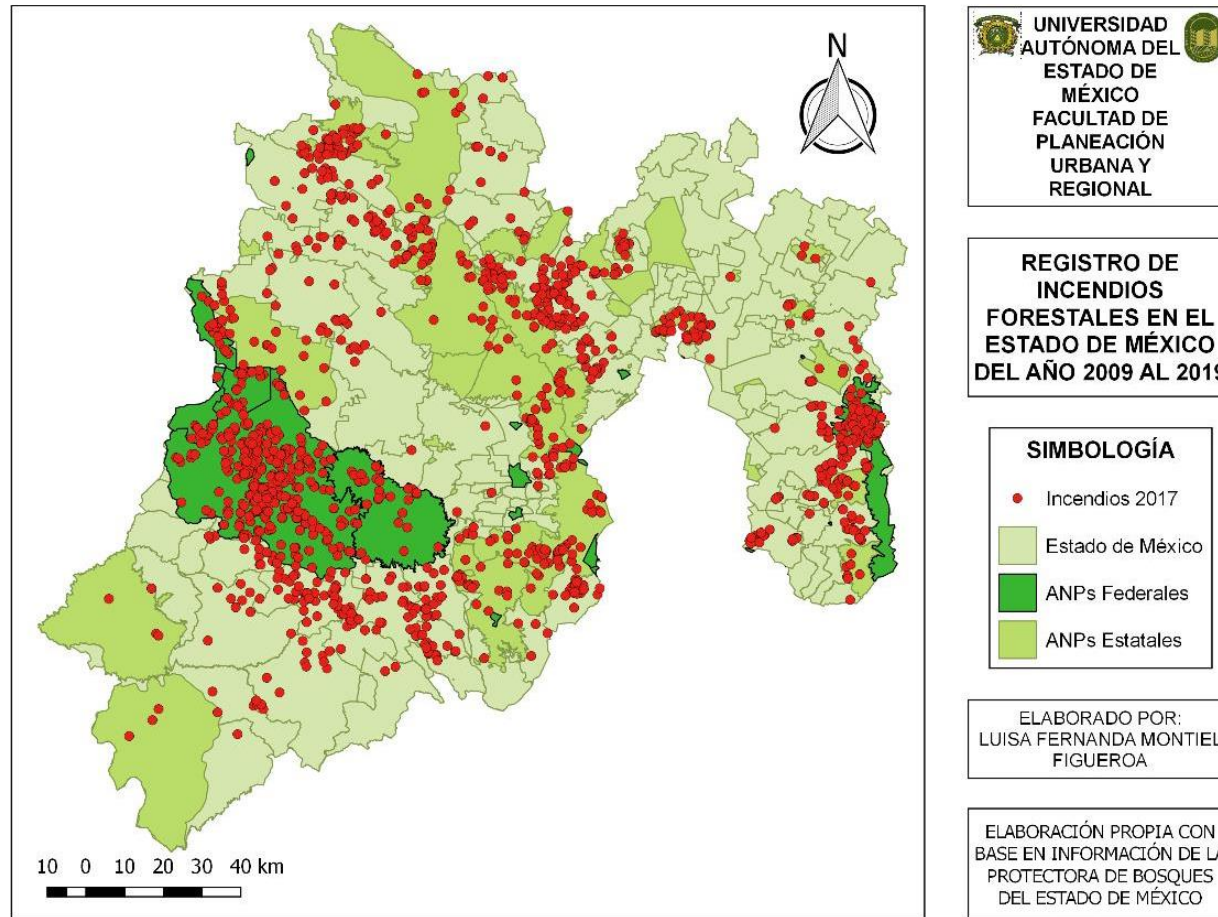 N
10 0 10 20 30 40 km
UNIVERSIDAD
AUTÓNOMA DEL
ESTADO DE
MÉXICO
FACULTAD DE
PLANEACIÓN
URBANA Y
REGIONAL
REGISTRO DE
INCENDIOS
FORESTALES EN EL
ESTADO DE MÉXICO
DEL AÑO 2009 AL 2019
SIMBOLOGÍA
Incendios 2017
Estado de México
ANPs Federales
ANPs Estatales
ELABORADO POR:
LUISA FERNANDA MONTIEL
FIGUEROA
ELABORACIÓN PROPIA CON
BASE EN INFORMACIÓN DE LA
PROTECTORA DE BOSQUES
DEL ESTADO DE MÉXICO